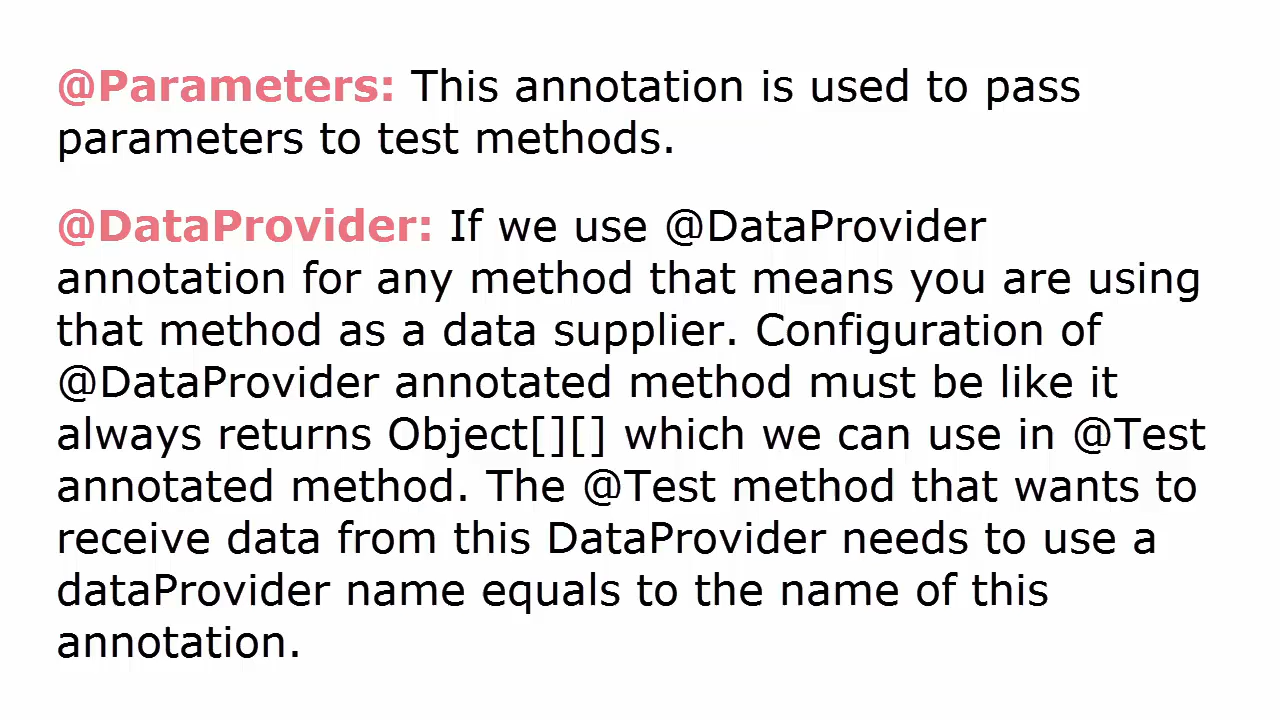 @Parameters: This annotation is used to pass
parameters to test methods.
@DataProvider: If we use @DataProvider
annotation for any method that means you are using
that method as a data supplier. Configuration of
@DataProvider annotated method must be like it
always returns Object[][] which we can use in @Test
annotated method. The @Test method that wants to
receive data from this DataProvider needs to use a
dataProvider name equals to the name of this
annotation.